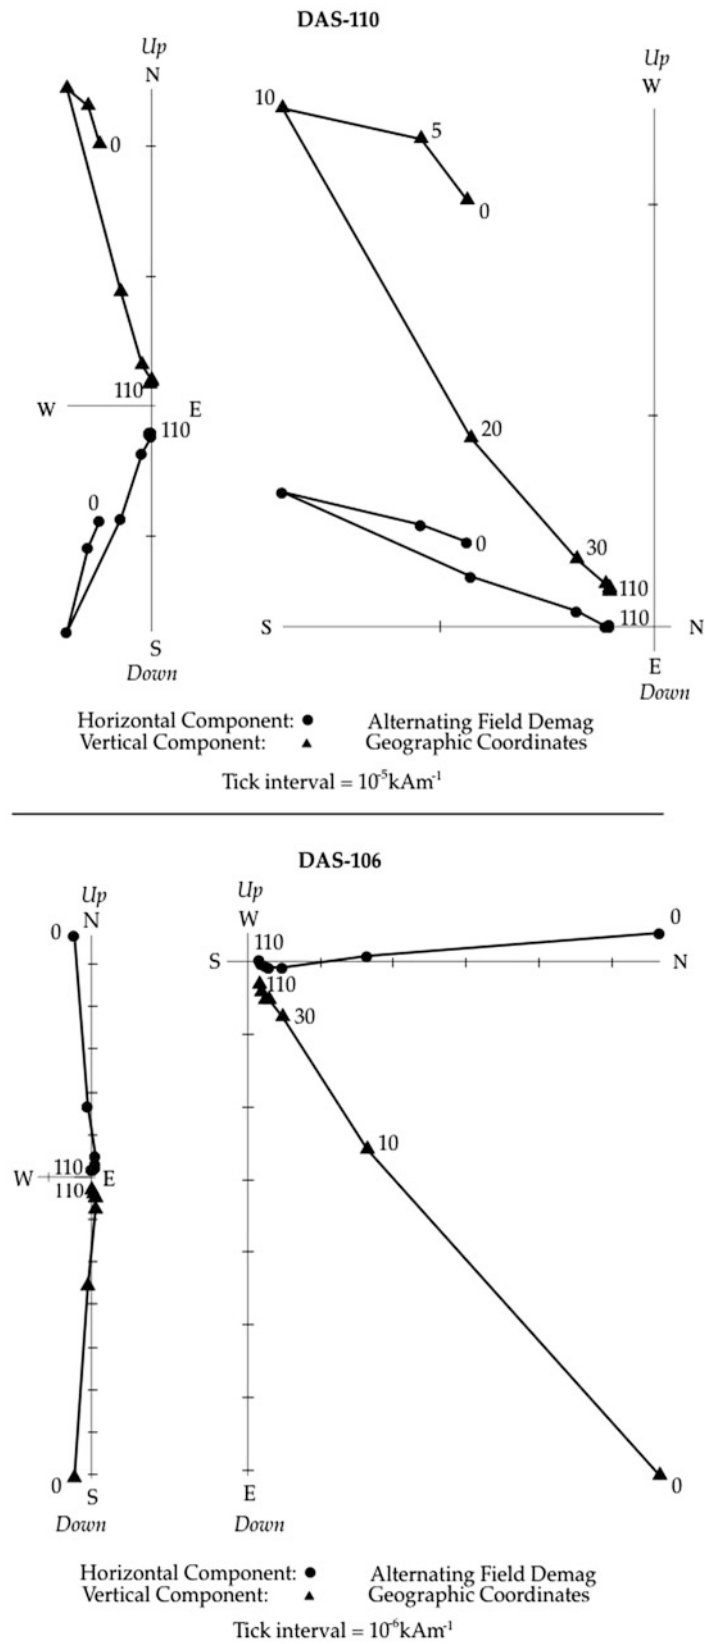 DAS-110
Up
N
Up
W
10
5
0
0
20
30
110
W
E
110
110
0
0
110
S
N
S
Down
E
Down
Horizontal Component: ● Alternating Field Demag
Vertical Component: ▲ Geographic Coordinates
Tick interval = 10⁻⁵kAm⁻¹
DAS-106
Up
N
Up
W
0
0
110
S
N
110
30
10
110
W
E
110
0
0
S
Down
E
Down
Horizontal Component: ● Alternating Field Demag
Vertical Component: ▲ Geographic Coordinates
Tick interval = 10⁻⁶kAm⁻¹